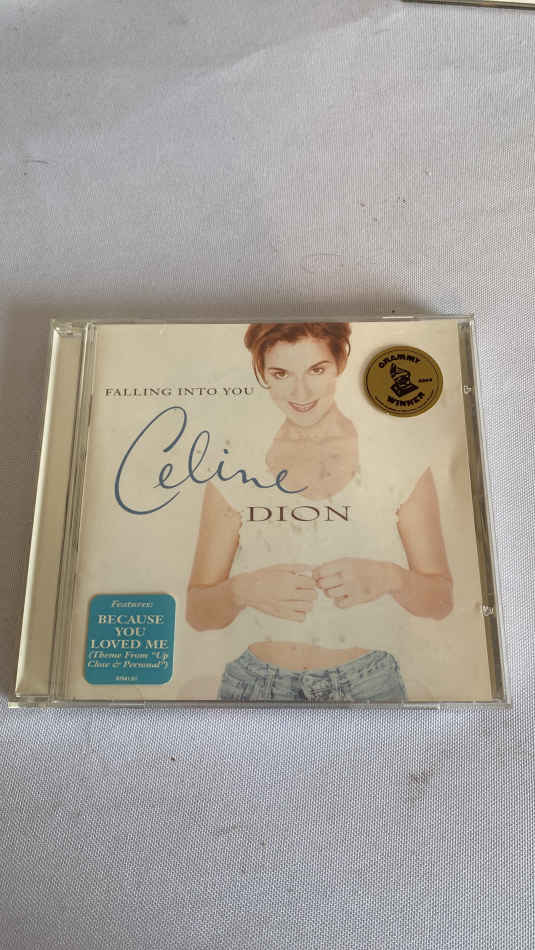 FALLING INTO YOU
GRAMMY
WINNER
Celine
DION
Features:
BECAUSE
YOU
LOVED ME
(Theme From "Up
Close & Personal")